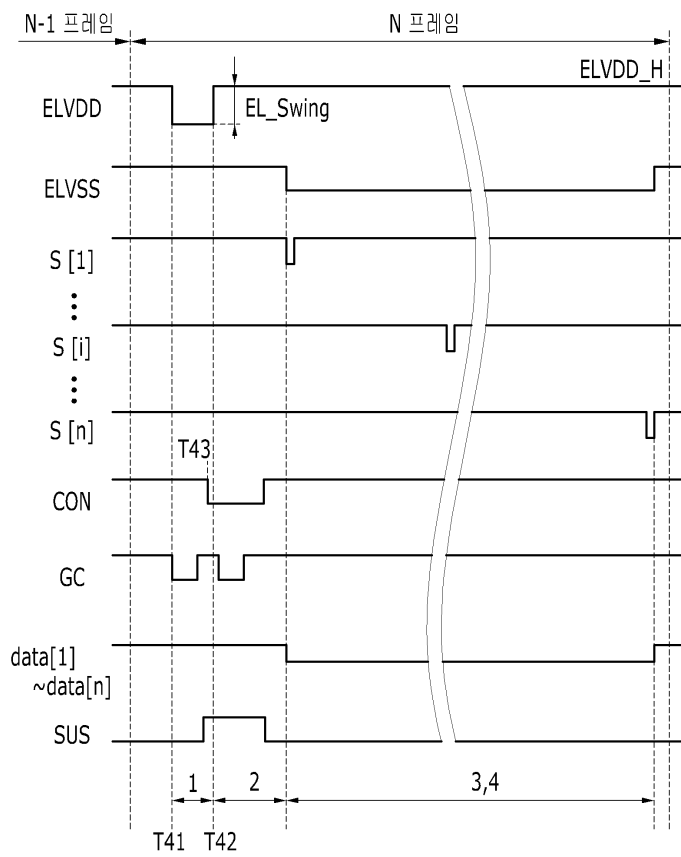 N-1 프레임
N 프레임
ELVDD_H
ELVDD
EL_Swing
ELVSS
S [1]
S [i]
S [n]
T43
CON
GC
data[1]
~data[n]
SUS
1
2
3,4
T41
T42